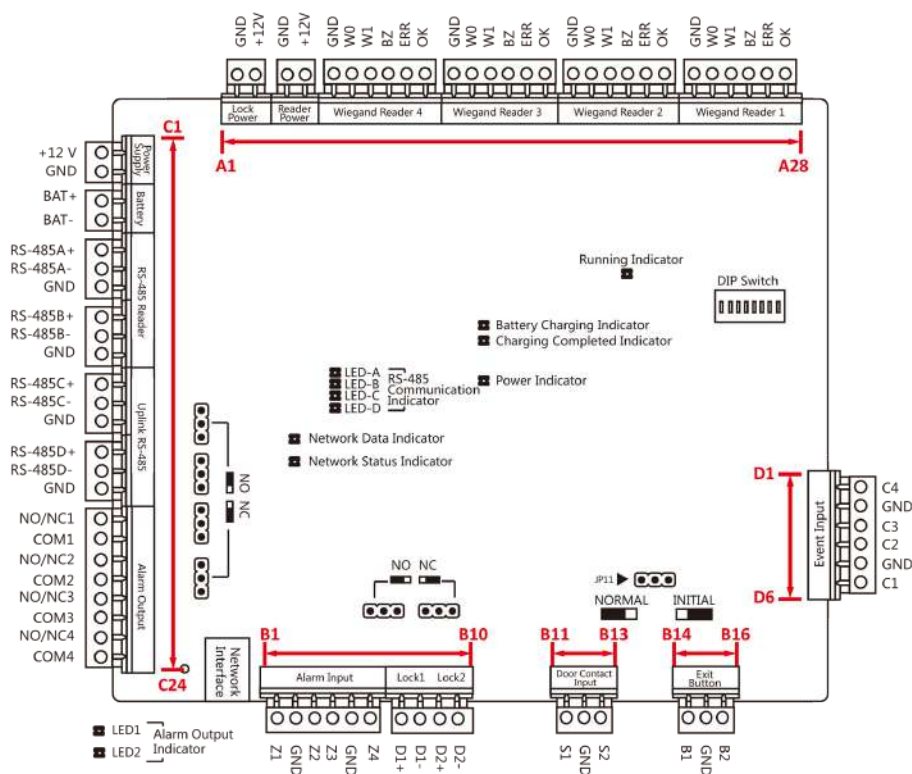 GND +12V GND +12V GND W0 W1 BZ ERR OK GND W0 W1 BZ ERR OK GND W0 W1 BZ ERR OK GND W0 W1 BZ ERR OK
Lock Power
Reader Power
Wiegand Reader 4
Wiegand Reader 3
Wiegand Reader 2
Wiegand Reader 1
A1
A28
C1
+12 V
GND
Power Supply
BAT+
BAT-
Battery
RS-485A+
RS-485A-
GND
RS-485B+
RS-485B-
GND
RS-485 Reader
RS-485C+
RS-485C-
GND
RS-485D+
RS-485D-
GND
Uplink RS-485
NO/NC1
COM1
NO/NC2
COM2
NO/NC3
COM3
NO/NC4
COM4
Alarm Output
C24
Running Indicator
DIP Switch
Battery Charging Indicator
Charging Completed Indicator
Power Indicator
LED-A
LED-B
LED-C
LED-D
RS-485
Communication
Indicator
Network Data Indicator
Network Status Indicator
NO
NC
D1
D6
Event Input
C4
GND
C3
C2
GND
C1
NO NC
JP11
NORMAL
INITIAL
B1
B10
B11
B13
B14
B16
Network Interface
Alarm Input
Lock1
Lock2
Door Contact
Input
Exit
Button
Z1 GND Z2 Z3 GND Z4 D1+ D1- D2+ D2-
S1 GND S2
B1 GND B2
LED1
LED2
Alarm Output
Indicator